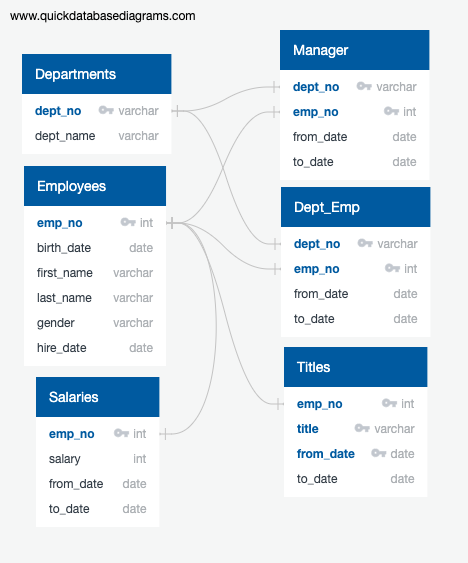 www.quickdatabasediagrams.com
Departments
dept_no varchar
dept_name varchar
Employees
emp_no int
birth_date date
first_name varchar
last_name varchar
gender varchar
hire_date date
Salaries
emp_no int
salary int
from_date date
to_date date
Manager
dept_no varchar
emp_no int
from_date date
to_date date
Dept_Emp
dept_no varchar
emp_no int
from_date date
to_date date
Titles
emp_no int
title varchar
from_date date
to_date date